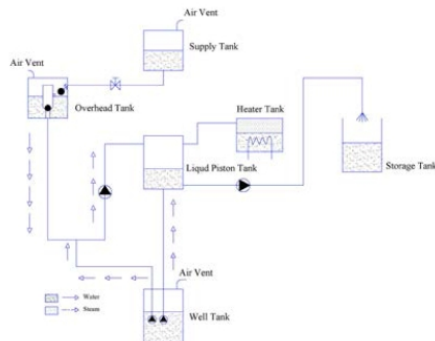 Air Vent
Supply Tank
Air Vent
Overhead Tank
Heater Tank
Liqud Piston Tank
Storage Tank
Air Vent
Water
Steam
Well Tank